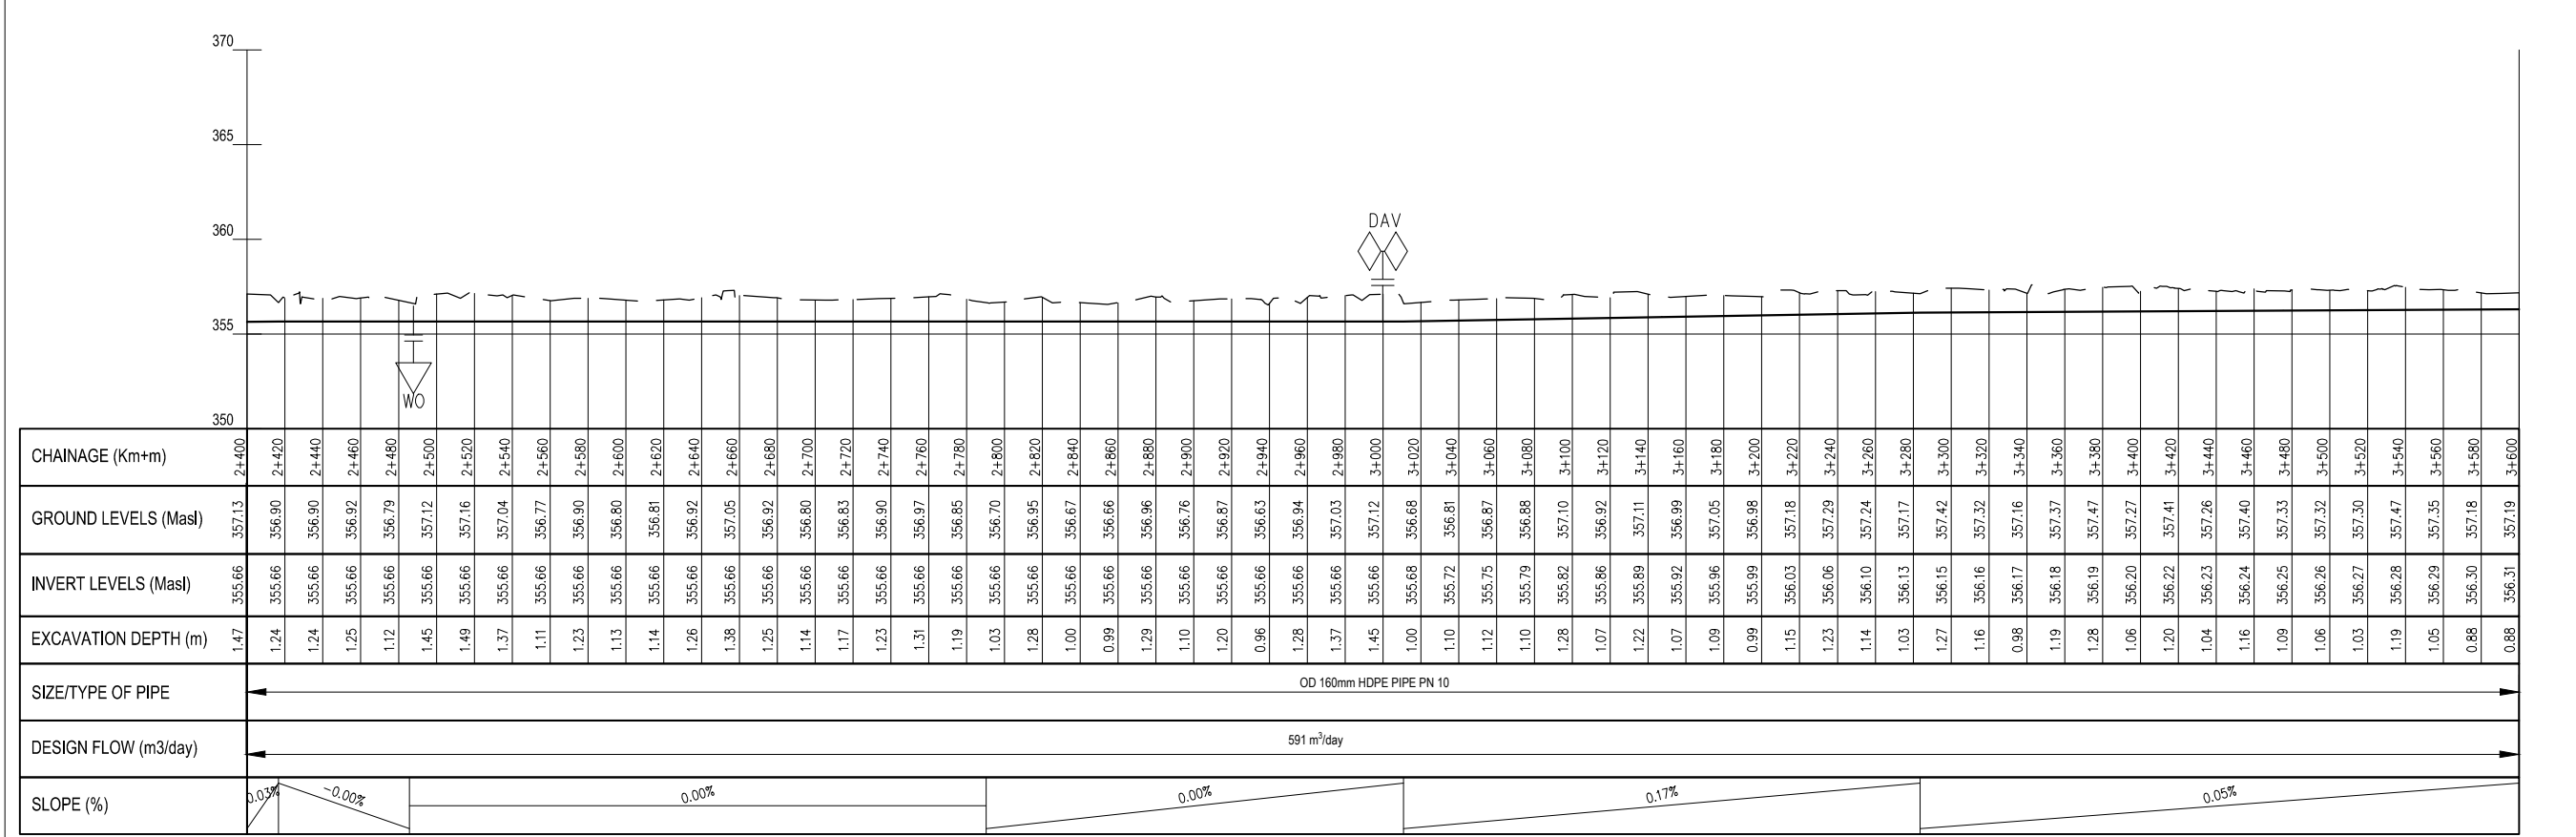 370
365
360
DAV
355
WO
350
CHAINAGE (Km+m) 2+400 2+420 2+440 2+460 2+480 2+500 2+520 2+540 2+560 2+580 2+600 2+620 2+640 2+660 2+680 2+700 2+720 2+740 2+760 2+780 2+800 2+820 2+840 2+860 2+880 2+900 2+920 2+940 2+960 2+980 3+000 3+020 3+040 3+060 3+080 3+100 3+120 3+140 3+160 3+180 3+200 3+220 3+240 3+260 3+280 3+300 3+320 3+340 3+360 3+380 3+400 3+420 3+440 3+460 3+480 3+500 3+520 3+540 3+560 3+580 3+600
GROUND LEVELS (Masl) 357.13 356.90 356.90 356.92 356.79 357.12 357.16 357.04 356.77 356.90 356.80 356.81 356.92 357.05 356.92 356.80 356.83 356.90 356.97 356.85 356.70 356.95 356.67 356.66 356.96 356.76 356.87 356.63 356.94 357.03 357.12 356.68 356.81 356.87 356.88 357.10 356.92 357.11 356.99 357.05 356.98 357.18 357.29 357.24 357.17 357.42 357.32 357.16 357.37 357.47 357.27 357.41 357.26 357.40 357.33 357.32 357.30 357.47 357.35 357.18 357.19
INVERT LEVELS (Masl) 355.66 355.66 355.66 355.66 355.66 355.66 355.66 355.66 355.66 355.66 355.66 355.66 355.66 355.66 355.66 355.66 355.66 355.66 355.66 355.66 355.66 355.66 355.66 355.66 355.66 355.66 355.66 355.66 355.66 355.66 355.66 355.68 355.72 355.75 355.79 355.82 355.86 355.89 355.92 355.96 355.99 356.03 356.06 356.10 356.13 356.15 356.16 356.17 356.18 356.19 356.20 356.22 356.23 356.24 356.25 356.26 356.27 356.28 356.29 356.30 356.31
EXCAVATION DEPTH (m) 1.47 1.24 1.24 1.25 1.12 1.45 1.49 1.37 1.11 1.23 1.13 1.14 1.26 1.38 1.25 1.14 1.17 1.23 1.31 1.19 1.03 1.28 1.00 0.99 1.29 1.10 1.20 0.96 1.28 1.37 1.45 1.00 1.10 1.12 1.10 1.28 1.07 1.22 1.07 1.09 0.99 1.15 1.23 1.14 1.03 1.27 1.16 0.98 1.19 1.28 1.06 1.20 1.04 1.16 1.09 1.06 1.03 1.19 1.05 0.88 0.88
SIZE/TYPE OF PIPE OD 160mm HDPE PIPE PN 10
DESIGN FLOW (m3/day) 591 m³/day
SLOPE (%) 0.03% -0.00% 0.00% 0.00% 0.17% 0.05%